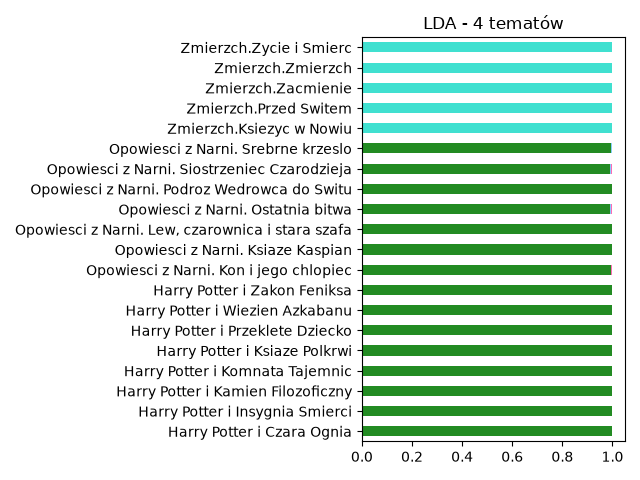 LDA - 4 tematów
Zmierzch.Zycie i Smierc
Zmierzch.Zmierzch
Zmierzch.Zacmienie
Zmierzch.Przed Switem
Zmierzch.Ksiezyc w Nowiu
Opowiesci z Narni. Srebrne krzeslo
Opowiesci z Narni. Siostrzeniec Czarodzieja
Opowiesci z Narni. Podroz Wedrowca do Switu
Opowiesci z Narni. Ostatnia bitwa
Opowiesci z Narni. Lew, czarownica i stara szafa
Opowiesci z Narni. Ksiaze Kaspian
Opowiesci z Narni. Kon i jego chlopiec
Harry Potter i Zakon Feniksa
Harry Potter i Wiezien Azkabanu
Harry Potter i Przeklete Dziecko
Harry Potter i Ksiaze Polkrwi
Harry Potter i Komnata Tajemnic
Harry Potter i Kamien Filozoficzny
Harry Potter i Insygnia Smierci
Harry Potter i Czara Ognia
0.0 0.2 0.4 0.6 0.8 1.0